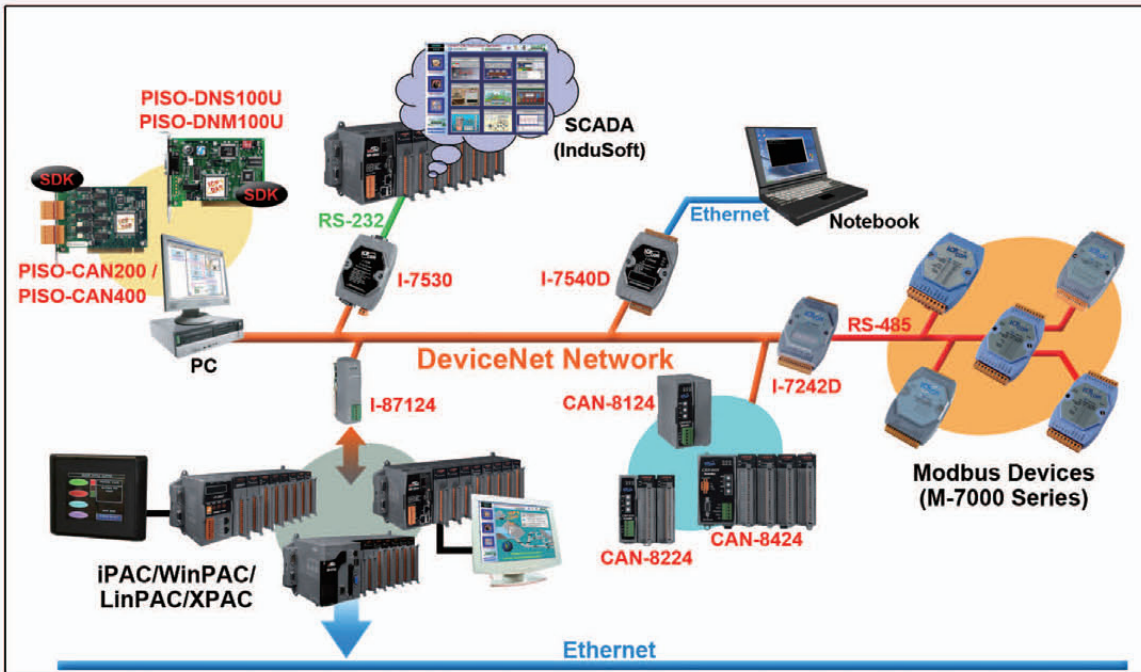 PISO-DNS100U
PISO-DNM100U
SDK
SDK
PISO-CAN200 /
PISO-CAN400
PC
SCADA
(InduSoft)
RS-232
I-7530
Ethernet
Notebook
I-7540D
RS-485
I-7242D
DeviceNet Network
I-87124
CAN-8124
CAN-8224
CAN-8424
Modbus Devices
(M-7000 Series)
iPAC/WinPAC/
LinPAC/XPAC
Ethernet